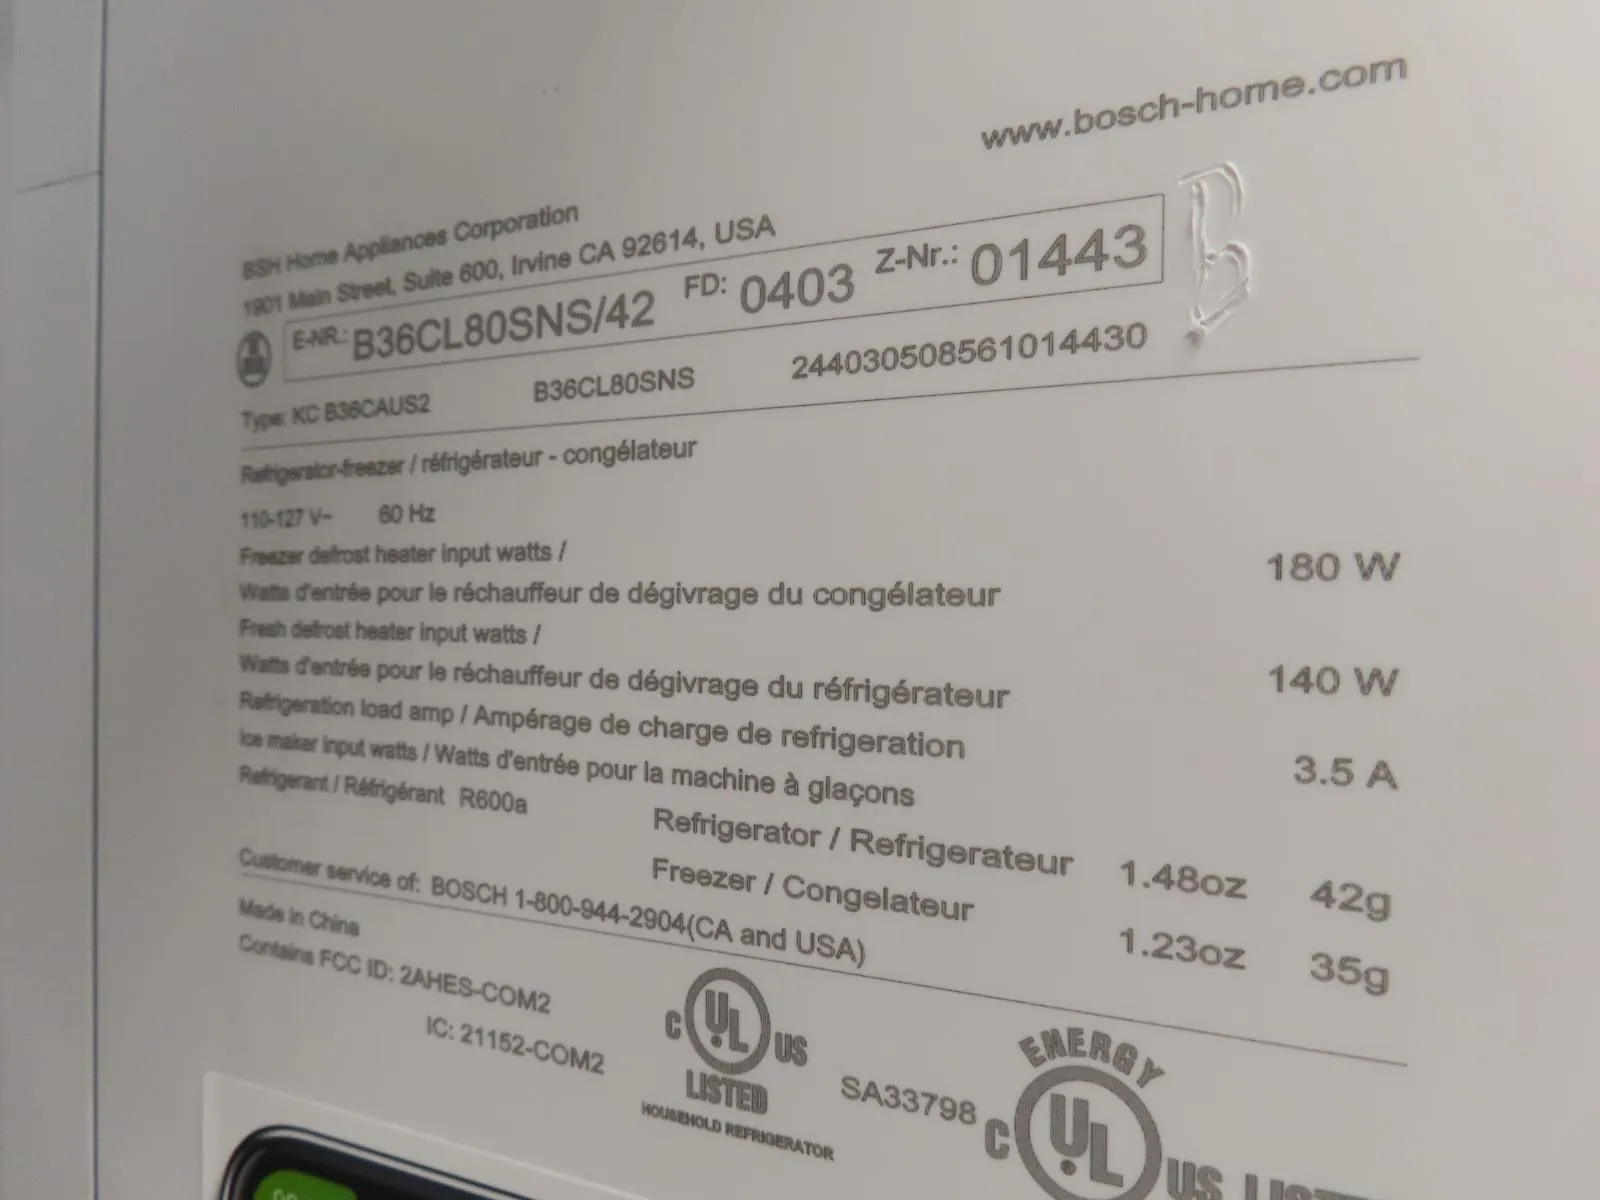 www.bosch-home.com
BSH Home Appliances Corporation
1901 Main Street, Suite 600, Irvine CA 92614, USA
E-NR.: B36CL80SNS/42 FD: 0403 Z-Nr.: 01443
B
Type: KC B36CAUS2 B36CL80SNS 244030508561014430
Refrigerator-freezer / réfrigérateur - congélateur
110-127 V~ 60 Hz
Freezer defrost heater input watts /
Watts d'entrée pour le réchauffeur de dégivrage du congélateur 180 W
Fresh defrost heater input watts /
Watts d'entrée pour le réchauffeur de dégivrage du réfrigérateur 140 W
Refrigeration load amp / Ampérage de charge de refrigeration 3.5 A
Ice maker input watts / Watts d'entrée pour la machine à glaçons
Refrigerant / Réfrigérant R600a
Refrigerator / Refrigerateur 1.48oz 42g
Freezer / Congelateur 1.23oz 35g
Customer service of: BOSCH 1-800-944-2904(CA and USA)
Made in China
Contains FCC ID: 2AHES-COM2
IC: 21152-COM2
C UL US
LISTED
HOUSEHOLD REFRIGERATOR
SA33798
ENERGY
C UL US